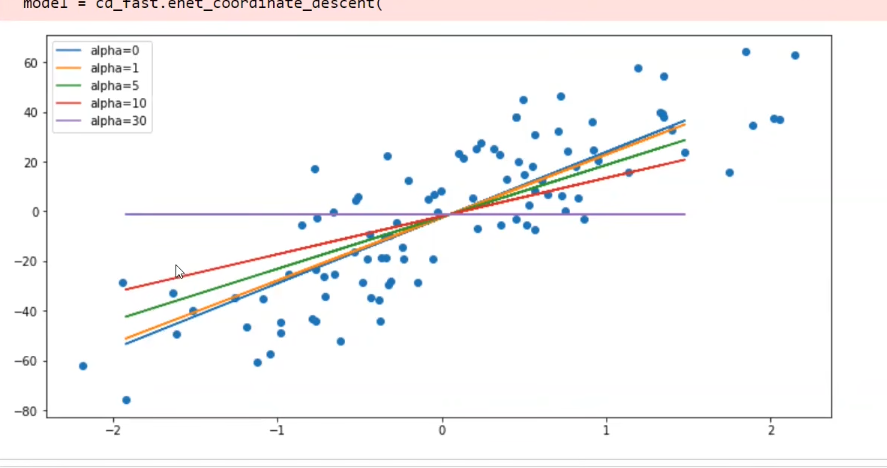 model = cd_fast.enet_coordinate_descent(
alpha=0
alpha=1
alpha=5
alpha=10
alpha=30
60
40
20
0
−20
−40
−60
−80
−2
−1
0
1
2